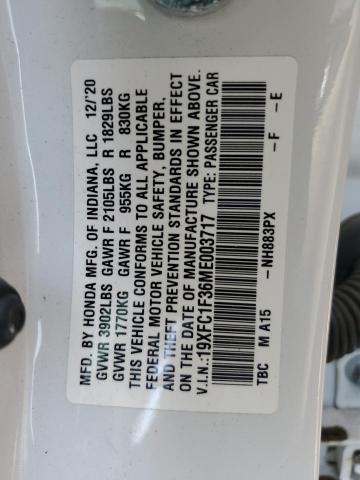 MFD. BY HONDA MFG. OF INDIANA, LLC 12/'20
GVWR 3902LBS GAWR F 2105LBS R 1829LBS
GVWR 1770KG GAWR F 955KG R 830KG
THIS VEHICLE CONFORMS TO ALL APPLICABLE
FEDERAL MOTOR VEHICLE SAFETY, BUMPER,
AND THEFT PREVENTION STANDARDS IN EFFECT
ON THE DATE OF MANUFACTURE SHOWN ABOVE.
V.I.N.:19XFC1F36ME003717 TYPE: PASSENGER CAR
TBC M A15 -NH883PX -F -E